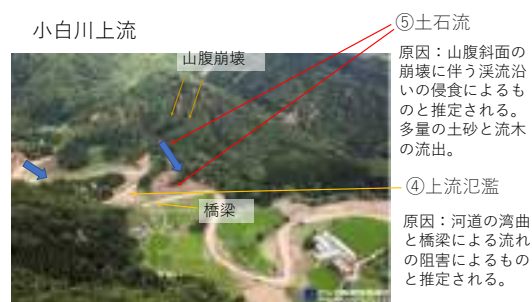 小白川上流
⑤土石流
原因：山腹斜面の
崩壊に伴う渓流沿
いの侵食によるも
のと推定される。
多量の土砂と流木
の流出。
山腹崩壊
④上流氾濫
橋梁
原因：河道の湾曲
と橋梁による流れ
の阻害によるもの
と推定される。